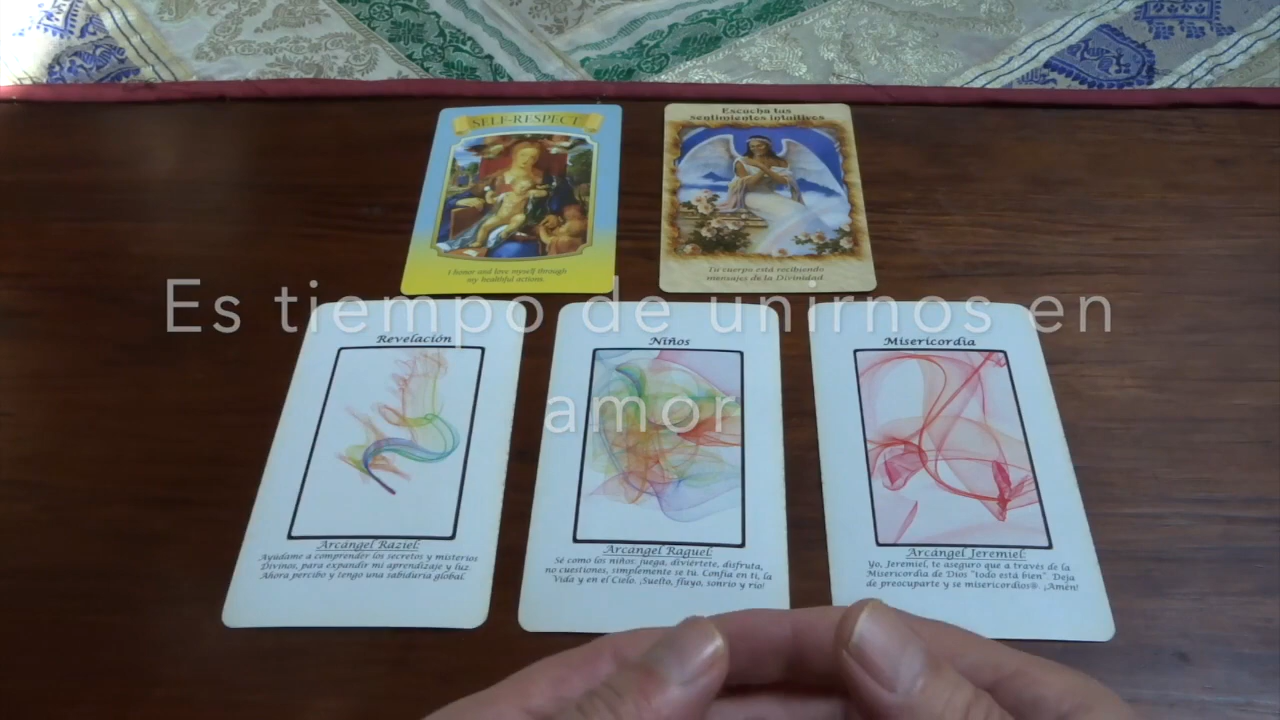 SELF-RESPECT
I honor and love myself through
my healthful actions.
Escucha tus
sentimientos intuitivos
Tu cuerpo está recibiendo
mensajes de la Divinidad
Es tiempo de unirnos en
amor
Revelación
Arcángel Raziel:
Ayúdame a comprender los secretos y misterios
Divinos, para expandir mi aprendizaje y luz.
Ahora percibo y tengo una sabiduría global.
Niños
Arcángel Raguel:
Sé como los niños: juega, diviértete, disfruta,
no cuestiones, simplemente se tú. Confía en ti, la
Vida y en el Cielo. ¡Suelto, fluyo, sonrío y río!
Misericordia
Arcángel Jeremiel:
Yo, Jeremiel, te aseguro que a través de la
Misericordia de Dios "todo está bien". Deja
de preocuparte y se misericordios@. ¡Amén!